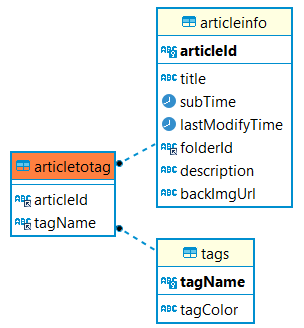 articleinfo
articleId
title
subTime
lastModifyTime
folderId
description
backImgUrl
articletotag
articleId
tagName
tags
tagName
tagColor